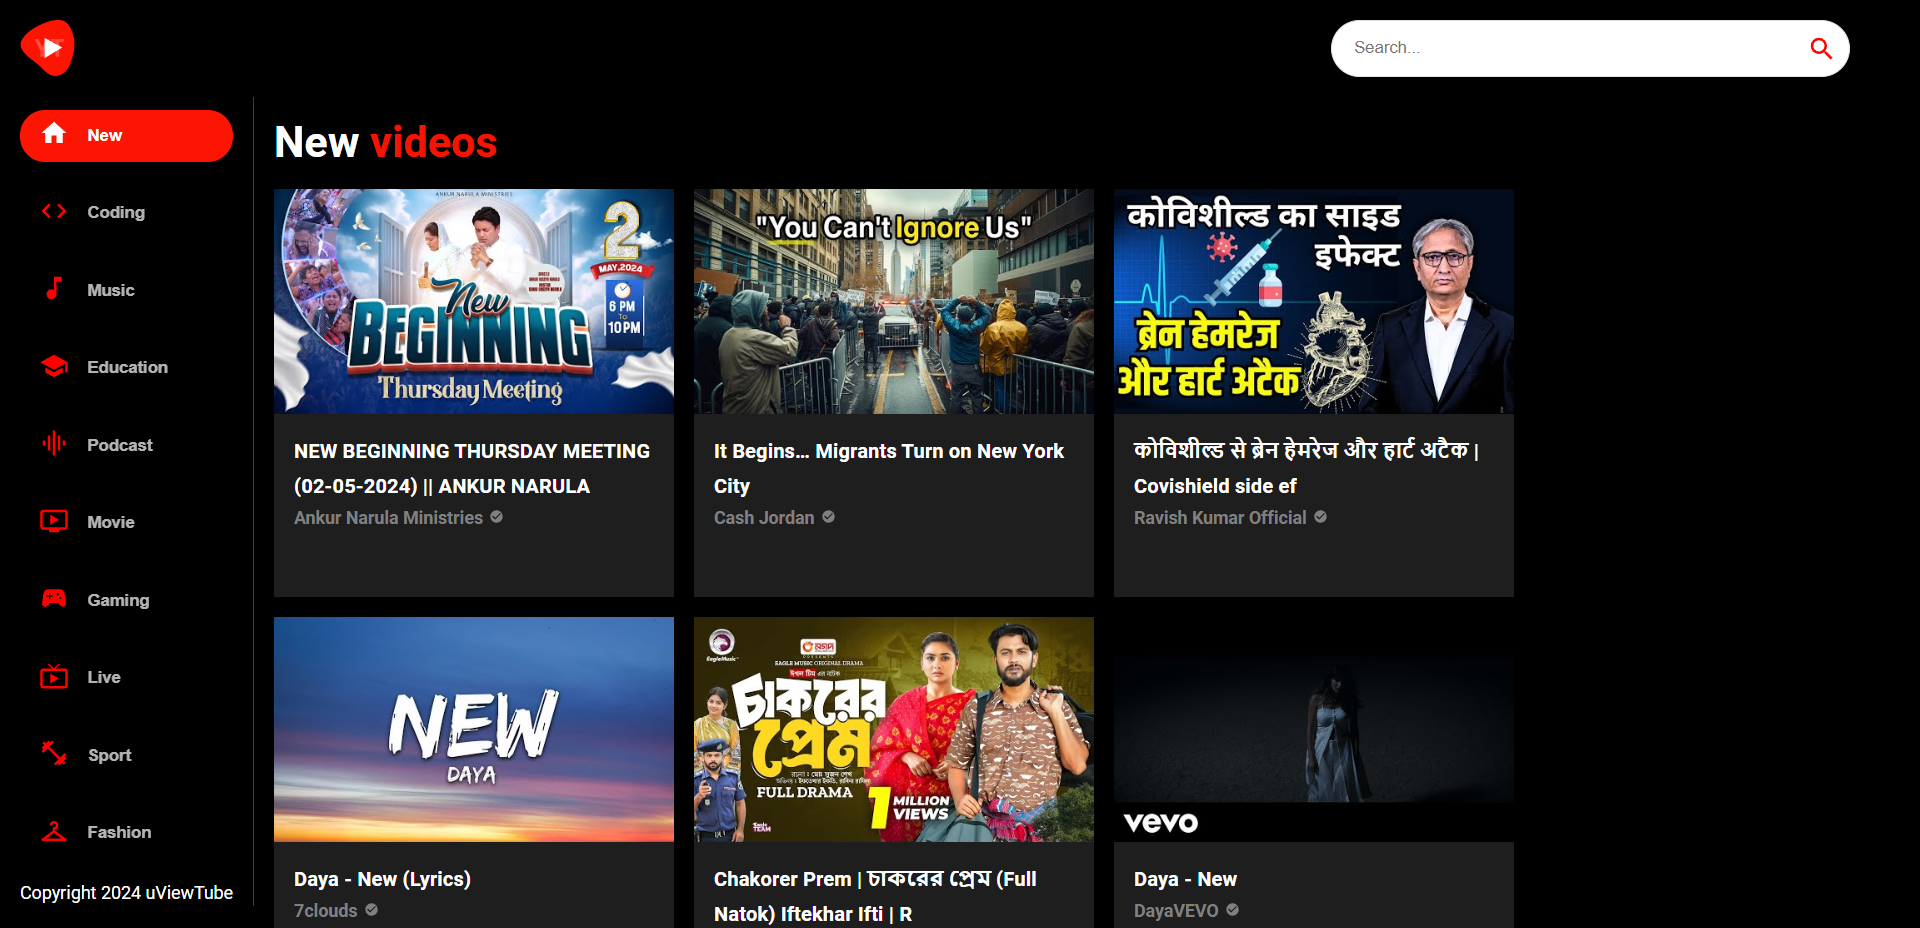 YT
Search...
New
Coding
Music
Education
Podcast
Movie
Gaming
Live
Sport
Fashion
Copyright 2024 uViewTube
New videos
ANKUR NARULA MINISTRIES
2
MAY,2024
6 PM
To
10 PM
New
BEGINNING
Thursday Meeting
NEW BEGINNING THURSDAY MEETING
(02-05-2024) || ANKUR NARULA
Ankur Narula Ministries
"You Can't Ignore Us"
It Begins… Migrants Turn on New York
City
Cash Jordan
कोविशील्ड का साइड
इफेक्ट
ब्रेन हेमरेज
और हार्ट अटैक
कोविशील्ड से ब्रेन हेमरेज और हार्ट अटैक |
Covishield side ef
Ravish Kumar Official
NEW
DAYA
Daya - New (Lyrics)
7clouds
EagleMusic
PRESENTS
EAGLE MUSIC ORIGINAL DRAMA
চাকরের
প্রেম
FULL DRAMA
1 MILLION
VIEWS
Chakorer Prem | চাকরের প্রেম (Full
Natok) Iftekhar Ifti | R
vevo
Daya - New
DayaVEVO